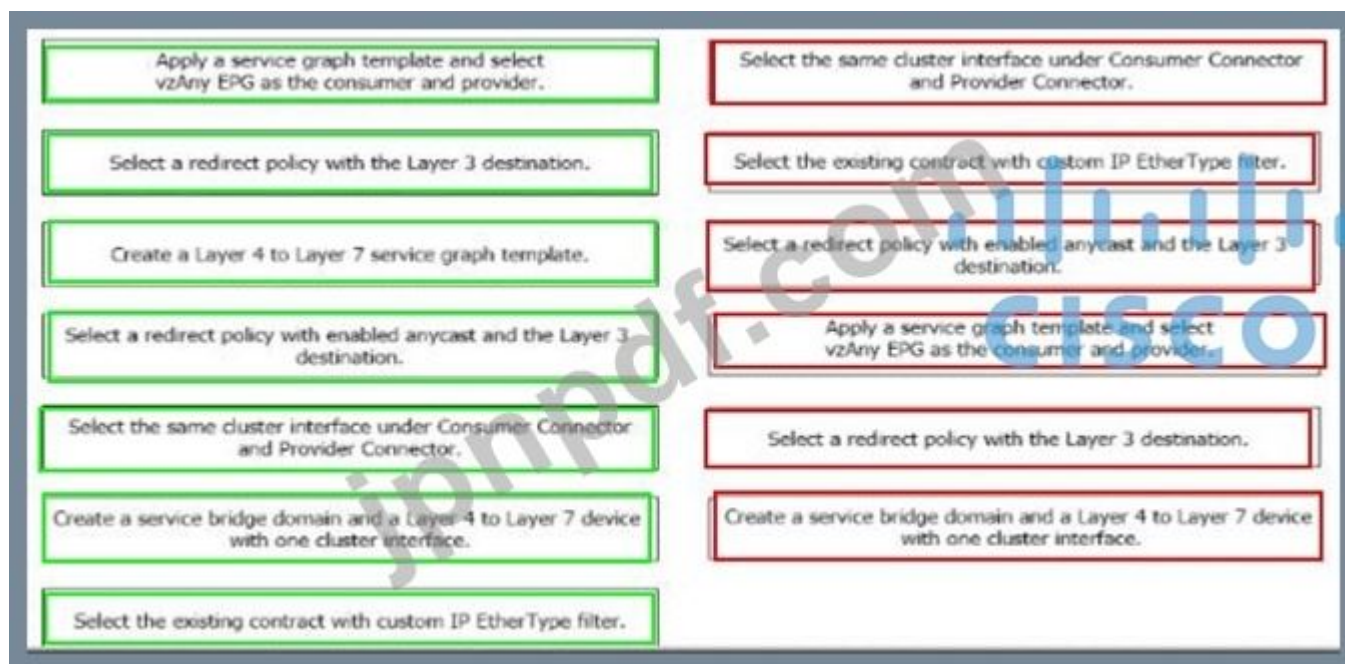 Apply a service graph template and select
vzAny EPG as the consumer and provider.
Select a redirect policy with the Layer 3 destination.
Create a Layer 4 to Layer 7 service graph template.
Select a redirect policy with enabled anycast and the Layer 3
destination.
Select the same cluster interface under Consumer Connector
and Provider Connector.
Create a service bridge domain and a Layer 4 to Layer 7 device
with one cluster interface.
Select the existing contract with custom IP EtherType filter.
Select the same cluster interface under Consumer Connector
and Provider Connector.
Select the existing contract with custom IP EtherType filter.
Select a redirect policy with enabled anycast and the Layer 3
destination.
Apply a service graph template and select
vzAny EPG as the consumer and provider.
Select a redirect policy with the Layer 3 destination.
Create a service bridge domain and a Layer 4 to Layer 7 device
with one cluster interface.
jpnpdf.com
CISCO